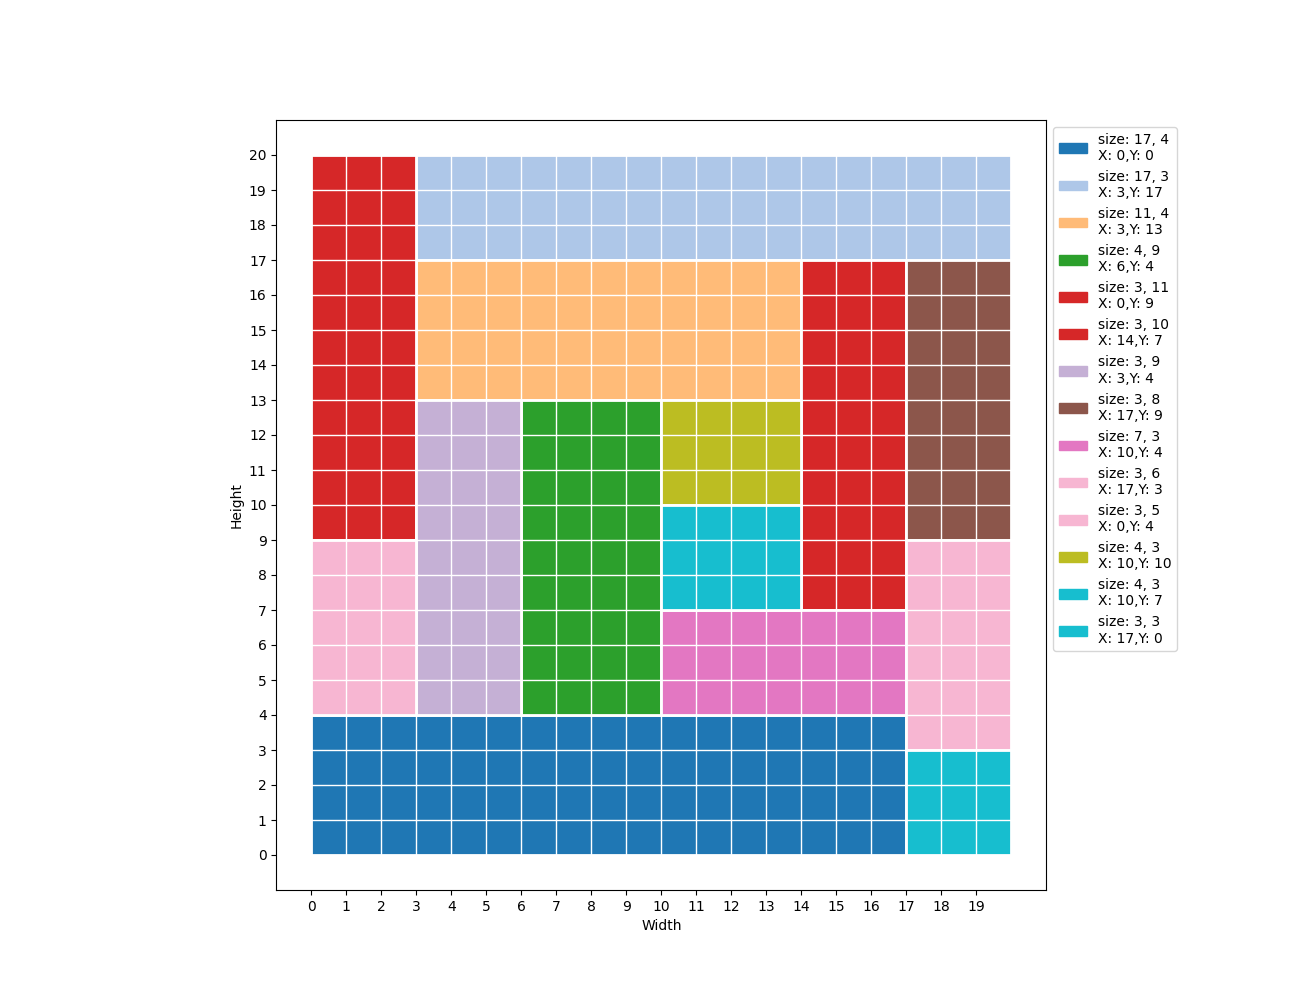 20
19
18
17
16
15
14
13
12
11
10
9
8
7
6
5
4
3
2
1
0
Height
0 1 2 3 4 5 6 7 8 9 10 11 12 13 14 15 16 17 18 19
Width
size: 17, 4
X: 0,Y: 0
size: 17, 3
X: 3,Y: 17
size: 11, 4
X: 3,Y: 13
size: 4, 9
X: 6,Y: 4
size: 3, 11
X: 0,Y: 9
size: 3, 10
X: 14,Y: 7
size: 3, 9
X: 3,Y: 4
size: 3, 8
X: 17,Y: 9
size: 7, 3
X: 10,Y: 4
size: 3, 6
X: 17,Y: 3
size: 3, 5
X: 0,Y: 4
size: 4, 3
X: 10,Y: 10
size: 4, 3
X: 10,Y: 7
size: 3, 3
X: 17,Y: 0